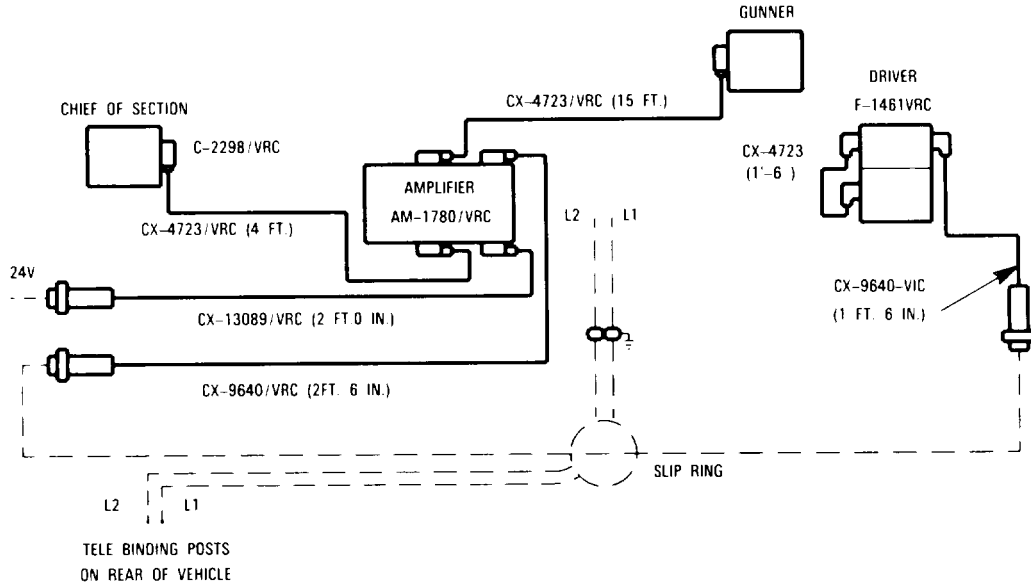 GUNNER
DRIVER
F-1461VRC
CX-4723/VRC (15 FT.)
CHIEF OF SECTION
C-2298/VRC
CX-4723
(1'-6 )
AMPLIFIER
AM-1780/VRC
L2
L1
CX-4723/VRC (4 FT.)
24V
CX-9640-VIC
(1 FT. 6 IN.)
CX-13089/VRC (2 FT.0 IN.)
CX-9640/VRC (2FT. 6 IN.)
SLIP RING
L2
L1
TELE BINDING POSTS
ON REAR OF VEHICLE